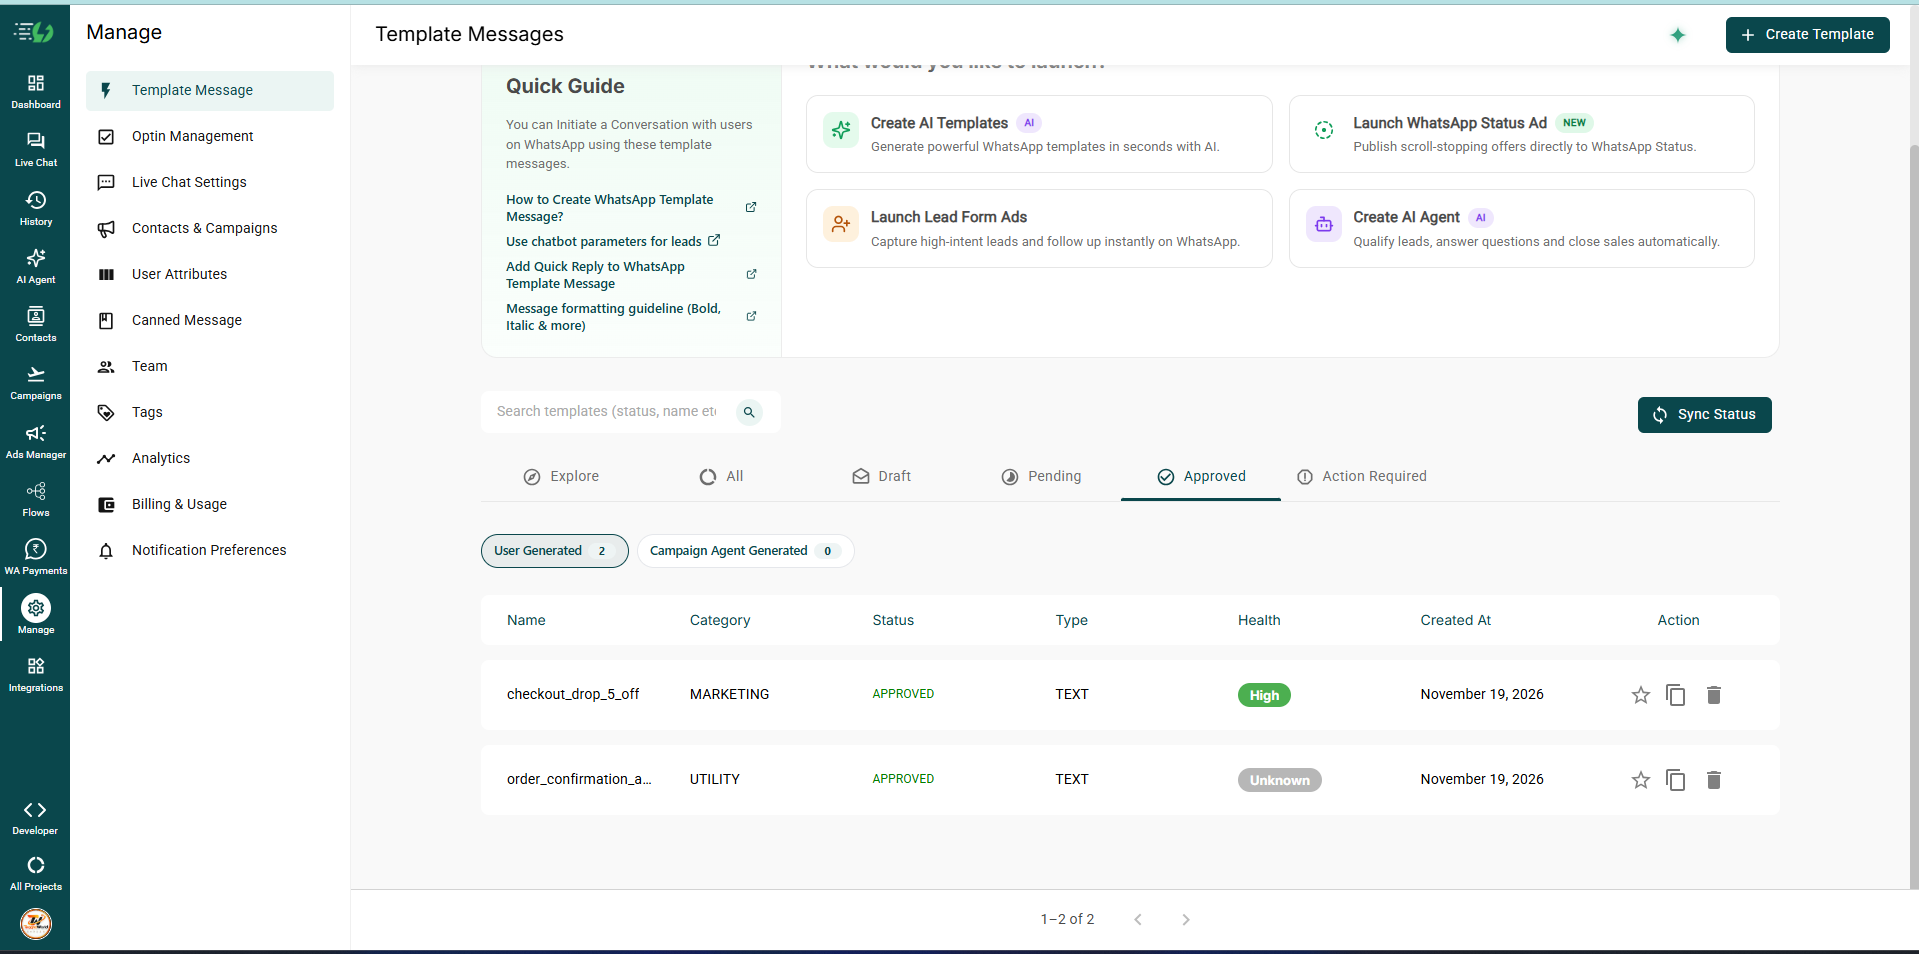 Manage
Template Messages
Create Template
Dashboard
Live Chat
History
AI Agent
Contacts
Campaigns
Ads Manager
Flows
WA Payments
Manage
Integrations
Developer
All Projects
Template Message
Optin Management
Live Chat Settings
Contacts & Campaigns
User Attributes
Canned Message
Team
Tags
Analytics
Billing & Usage
Notification Preferences
Quick Guide
You can Initiate a Conversation with users
on WhatsApp using these template
messages.
How to Create WhatsApp Template
Message?
Use chatbot parameters for leads
Add Quick Reply to WhatsApp
Template Message
Message formatting guideline (Bold,
Italic & more)
What would you like to launch?
Create AI Templates AI
Generate powerful WhatsApp templates in seconds with AI.
Launch WhatsApp Status Ad NEW
Publish scroll-stopping offers directly to WhatsApp Status.
Launch Lead Form Ads
Capture high-intent leads and follow up instantly on WhatsApp.
Create AI Agent AI
Qualify leads, answer questions and close sales automatically.
Search templates (status, name etc
Sync Status
Explore All Draft Pending Approved Action Required
User Generated 2 Campaign Agent Generated 0
Name Category Status Type Health Created At Action
checkout_drop_5_off MARKETING APPROVED TEXT High November 19, 2026
order_confirmation_a... UTILITY APPROVED TEXT Unknown November 19, 2026
1–2 of 2